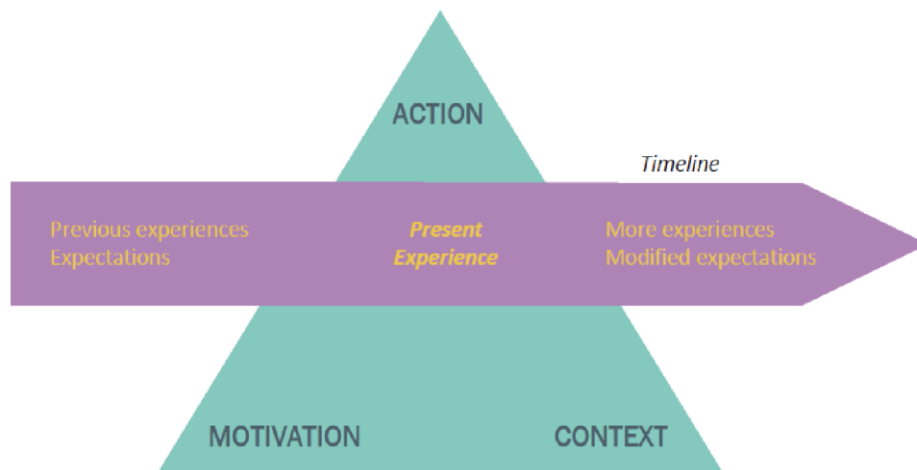 ACTION
Timeline
Previous experiences
Expectations
Present
Experience
More experiences
Modified expectations
MOTIVATION
CONTEXT